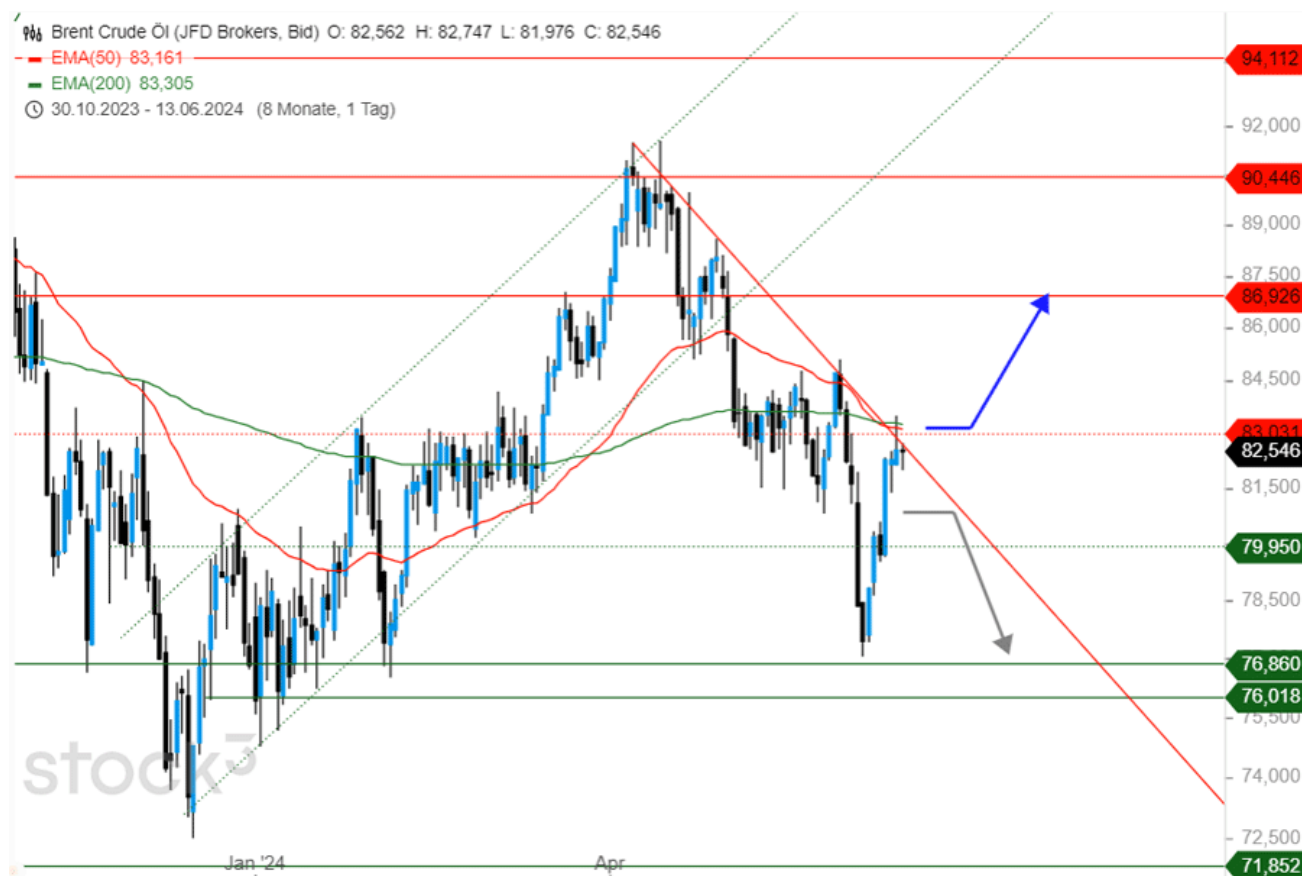 Brent Crude Öl (JFD Brokers, Bid) O: 82,562 H: 82,747 L: 81,976 C: 82,546
EMA(50) 83,161
EMA(200) 83,305
30.10.2023 - 13.06.2024 (8 Monate, 1 Tag)
94,112
92,000
90,446
89,000
87,500
86,926
86,000
84,500
83,031
82,546
81,500
79,950
78,500
76,860
76,018
75,500
74,000
72,500
71,852
stock3
Jan '24
Apr